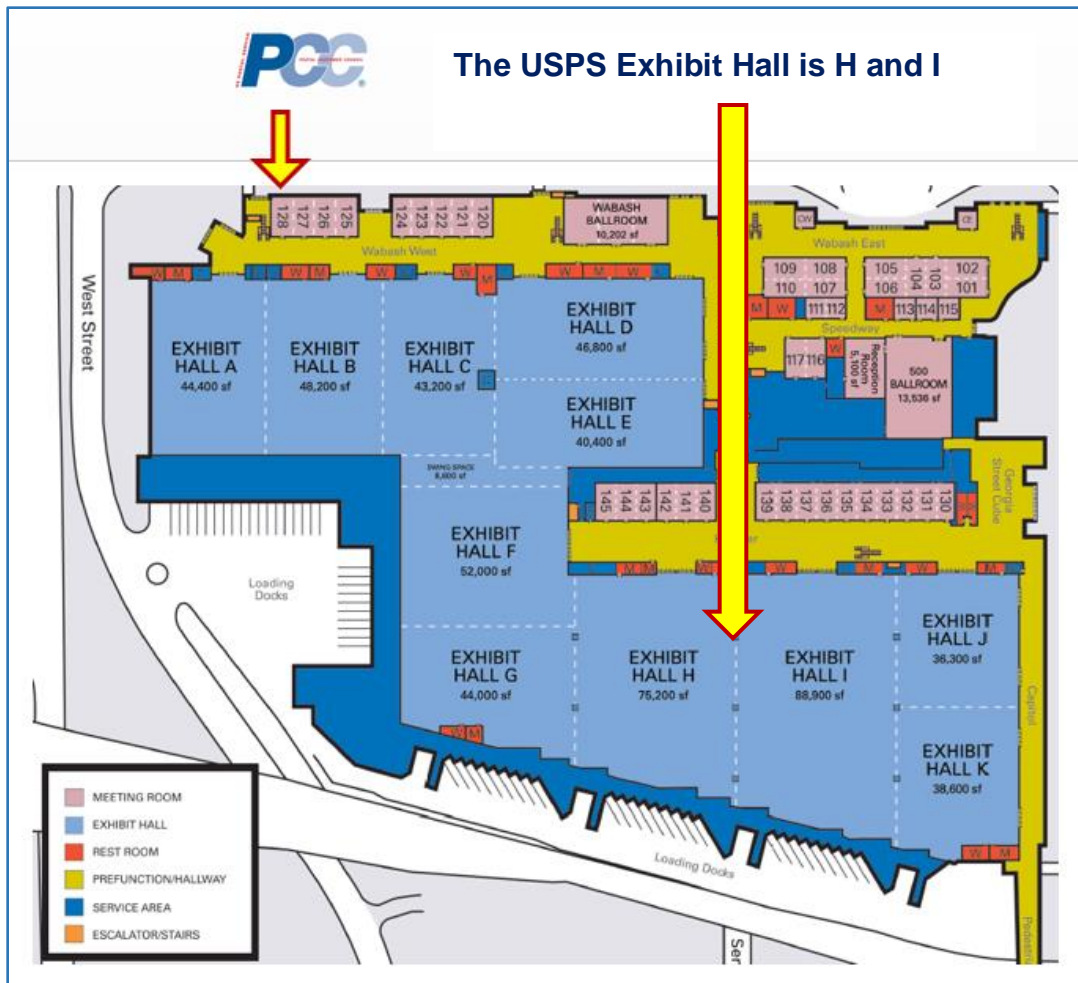 PCC
The USPS Exhibit Hall is H and I
128
127
126
125
124
123
122
121
120
WABASH
BALLROOM
10,202 sf
CW
CE
Wabash West
Wabash East
109
108
110
107
105
106
104
103
102
101
W
M
W
M
W
W
M
W
M
W
M
W
111
112
M
113
114
115
Speedway
West Street
EXHIBIT
HALL A
44,400 sf
EXHIBIT
HALL B
48,200 sf
EXHIBIT
HALL C
43,200 sf
EXHIBIT
HALL D
46,800 sf
EXHIBIT
HALL E
40,400 sf
117
116
W
Reception
Room
5,100 sf
500
BALLROOM
13,536 sf
SWING SPACE
8,600 sf
Georgia
Street Cube
145
144
143
142
141
140
139
138
137
136
135
134
133
132
131
130
EXHIBIT
HALL F
52,000 sf
M
M
W
W
M
W
M
Loading
Docks
EXHIBIT
HALL G
44,000 sf
EXHIBIT
HALL H
75,200 sf
EXHIBIT
HALL I
88,900 sf
EXHIBIT
HALL J
36,300 sf
EXHIBIT
HALL K
38,600 sf
Capitol
W
M
W
M
MEETING ROOM
EXHIBIT HALL
REST ROOM
PREFUNCTION/HALLWAY
SERVICE AREA
ESCALATOR/STAIRS
Loading Docks